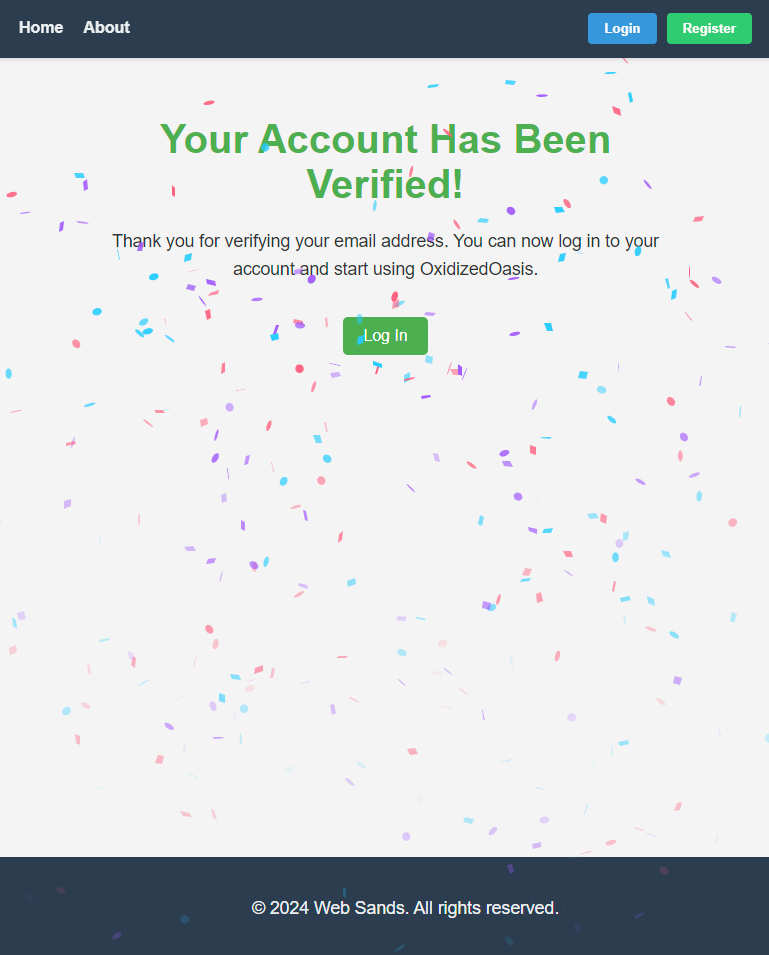 Home About Login Register
Your Account Has Been
Verified!
Thank you for verifying your email address. You can now log in to your
account and start using OxidizedOasis.
Log In
© 2024 Web Sands. All rights reserved.